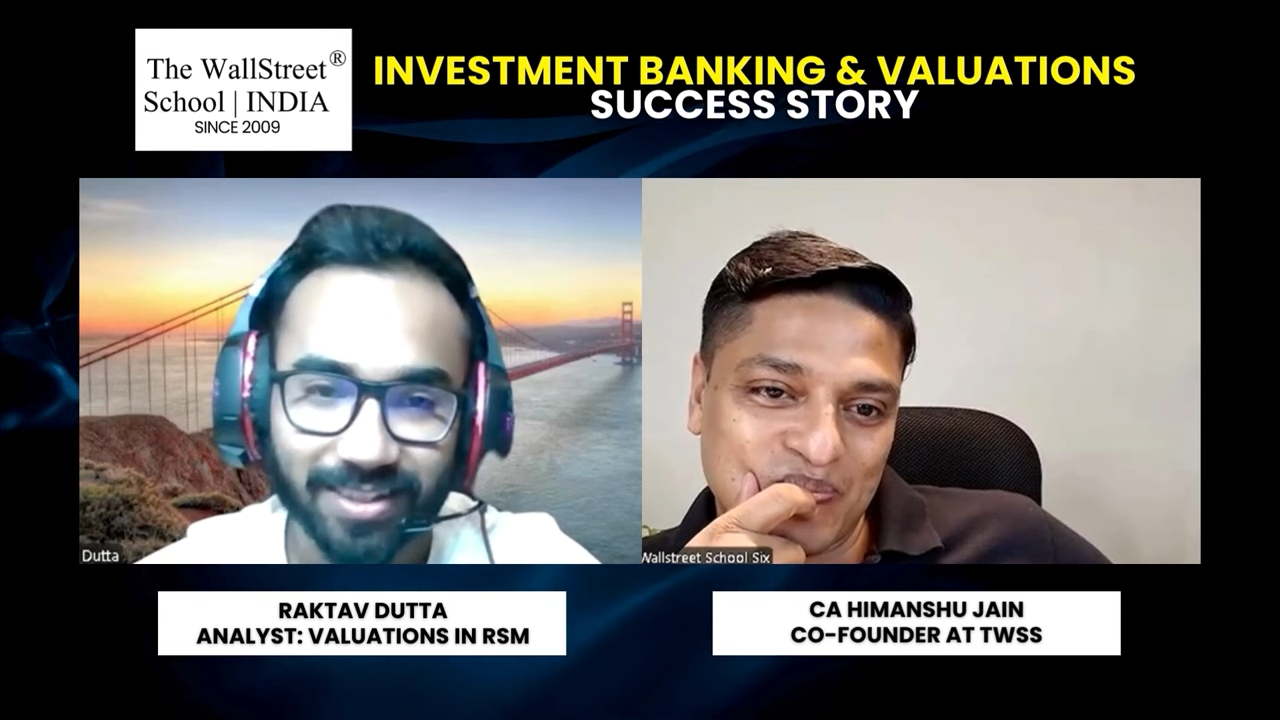 The WallStreet®
School | INDIA
SINCE 2009
INVESTMENT BANKING & VALUATIONS
SUCCESS STORY
Dutta
Wallstreet School Six
RAKTAV DUTTA
ANALYST: VALUATIONS IN RSM
CA HIMANSHU JAIN
CO-FOUNDER AT TWSS